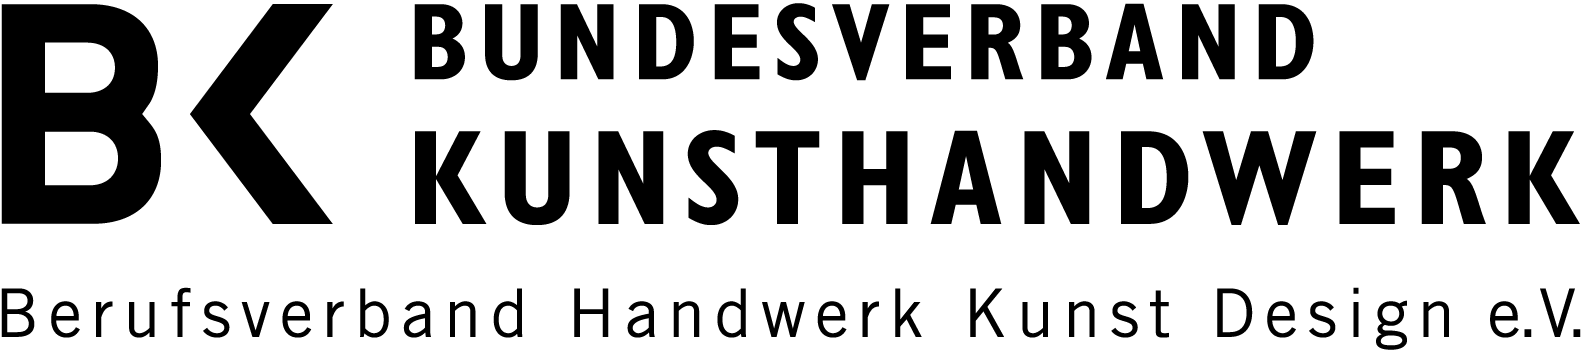 BK
BUNDESVERBAND
KUNSTHANDWERK
Berufsverband Handwerk Kunst Design e.V.